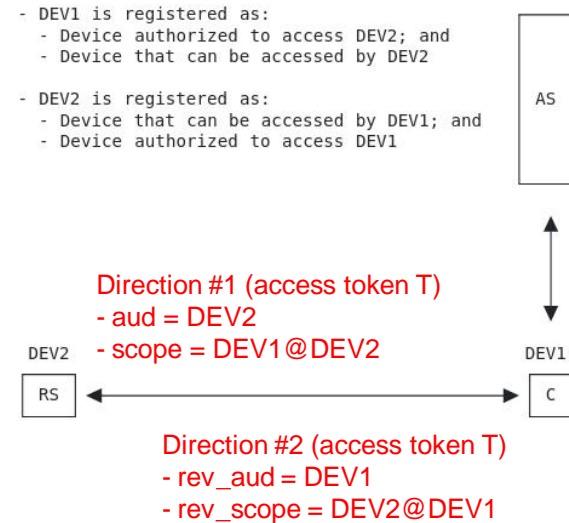 - DEV1 is registered as:
- Device authorized to access DEV2; and
- Device that can be accessed by DEV2
- DEV2 is registered as:
- Device that can be accessed by DEV1; and
- Device authorized to access DEV1
AS
Direction #1 (access token T)
- aud = DEV2
- scope = DEV1@DEV2
DEV2
DEV1
RS
C
Direction #2 (access token T)
- rev_aud = DEV1
- rev_scope = DEV2@DEV1